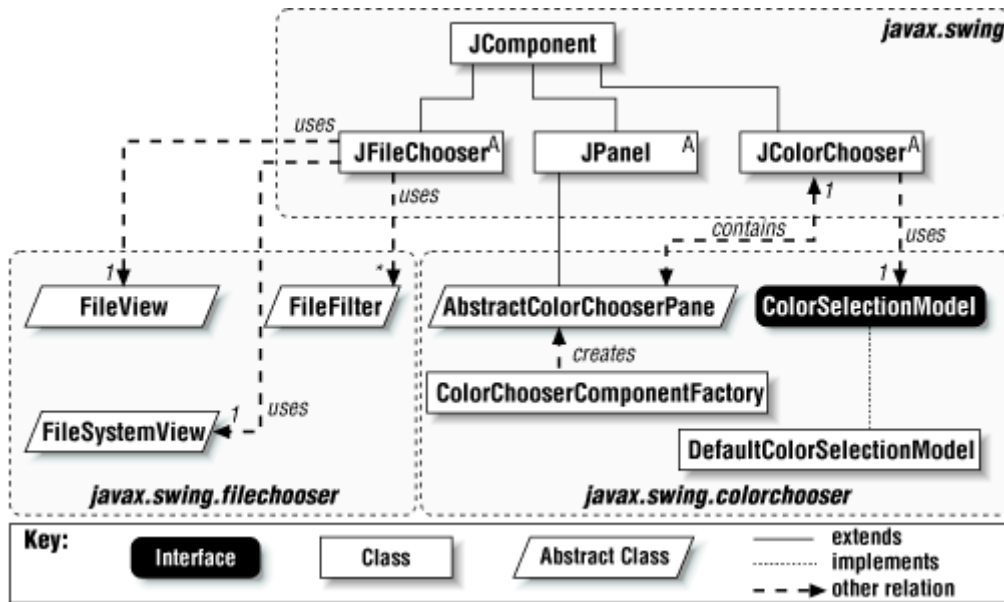 JComponent
javax.swing
uses
JFileChooser A
JPanel A
JColorChooser A
uses
1
contains
uses
1
*
1
FileView
FileFilter
AbstractColorChooserPane
ColorSelectionModel
creates
ColorChooserComponentFactory
1
uses
FileSystemView
DefaultColorSelectionModel
javax.swing.filechooser
javax.swing.colorchooser
Key:
Interface
Class
Abstract Class
extends
implements
other relation